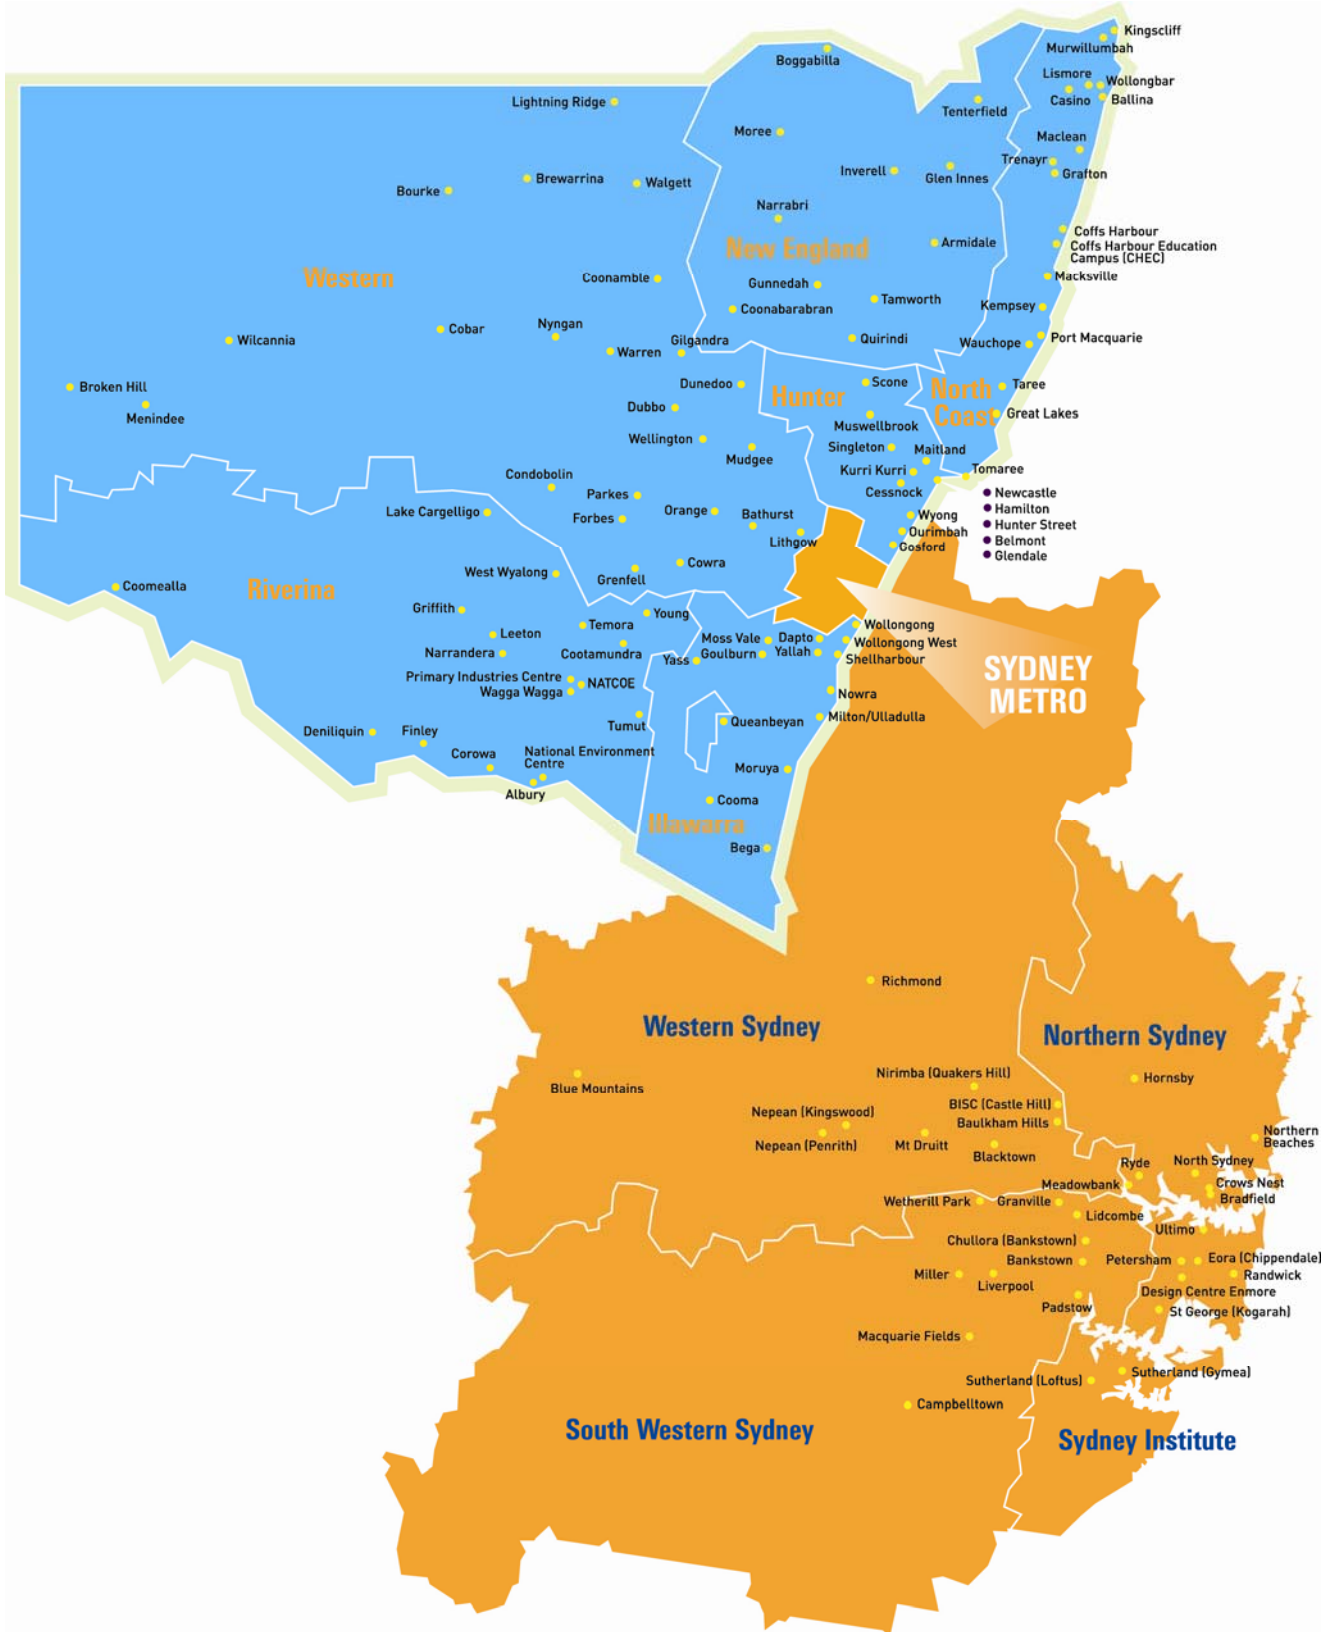 Kingscliff
Murwillumbah
Boggabilla
Lismore
Wollongbar
Casino
Ballina
Lightning Ridge
Tenterfield
Moree
Maclean
Trenayr
Grafton
Inverell
Glen Innes
Brewarrina
Walgett
Bourke
Narrabri
New England
Armidale
Coffs Harbour
Coffs Harbour Education
Campus (CHEC)
Macksville
Western
Coonamble
Gunnedah
Tamworth
Coonabarabran
Kempsey
Cobar
Nyngan
Wilcannia
Gilgandra
Warren
Quirindi
Wauchope
Port Macquarie
Broken Hill
Menindee
Dunedoo
Scone
Hunter
North
Coast
Taree
Great Lakes
Dubbo
Muswellbrook
Wellington
Mudgee
Singleton
Maitland
Kurri Kurri
Tomaree
Cessnock
Condobolin
Parkes
Newcastle
Hamilton
Hunter Street
Belmont
Glendale
Lake Cargelligo
Forbes
Orange
Bathurst
Lithgow
Wyong
Ourimbah
Gosford
Cowra
West Wyalong
Grenfell
Coomealla
Riverina
Griffith
Young
Leeton
Temora
Narrandera
Cootamundra
Moss Vale
Dapto
Wollongong
Wollongong West
Goulburn
Yallah
Shellharbour
Yass
SYDNEY
METRO
Primary Industries Centre
Wagga Wagga
NATCOE
Nowra
Tumut
Queanbeyan
Milton/Ulladulla
Deniliquin
Finley
Corowa
National Environment
Centre
Albury
Moruya
Cooma
Illawarra
Bega
Richmond
Western Sydney
Northern Sydney
Blue Mountains
Nirimba (Quakers Hill)
Hornsby
BISC (Castle Hill)
Nepean (Kingswood)
Baulkham Hills
Nepean (Penrith)
Mt Druitt
Blacktown
Northern
Beaches
Ryde
North Sydney
Meadowbank
Crows Nest
Bradfield
Wetherill Park
Granville
Lidcombe
Ultimo
Chullora (Bankstown)
Bankstown
Petersham
Eora (Chippendale)
Miller
Liverpool
Randwick
Design Centre Enmore
Padstow
St George (Kogarah)
Macquarie Fields
Sutherland (Loftus)
Sutherland (Gymea)
Campbelltown
South Western Sydney
Sydney Institute